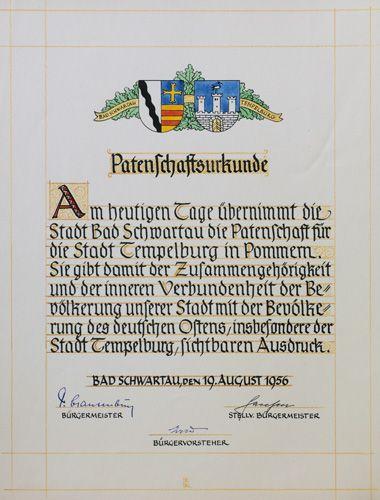 BAD SCHWARTAU TEMPELBURG
Patenschaftsurkunde
Am heutigen Tage übernimmt die
Stadt Bad Schwartau die Patenschaft für
die Stadt Tempelburg in Pommern.
Sie gibt damit der Zusammengehörigkeit
und der inneren Verbundenheit der Be-
völkerung unserer Stadt mit der Bevölke-
rung des deutschen Ostens, insbesondere der
Stadt Tempelburg, sichtbaren Ausdruck.
BAD SCHWARTAU, DEN 19. AUGUST 1956
BÜRGERMEISTER STELLV. BÜRGERMEISTER
BÜRGERVORSTEHER